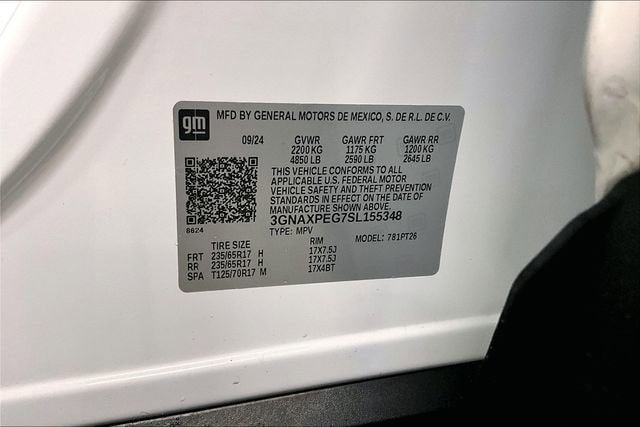 gm MFD BY GENERAL MOTORS DE MEXICO, S. DE R.L. DE C.V.
09/24 GVWR GAWR FRT GAWR RR
2200 KG 1175 KG 1200 KG
4850 LB 2590 LB 2645 LB
THIS VEHICLE CONFORMS TO ALL
APPLICABLE U.S. FEDERAL MOTOR
VEHICLE SAFETY AND THEFT PREVENTION
STANDARDS IN EFFECT ON THE DATE OF
MANUFACTURE SHOWN ABOVE.
3GNAXPEG7SL155348
8624 TYPE: MPV MODEL: 781PT26
TIRE SIZE RIM
FRT 235/65R17 H 17X7.5J
RR 235/65R17 H 17X7.5J
SPA T125/70R17 M 17X4BT